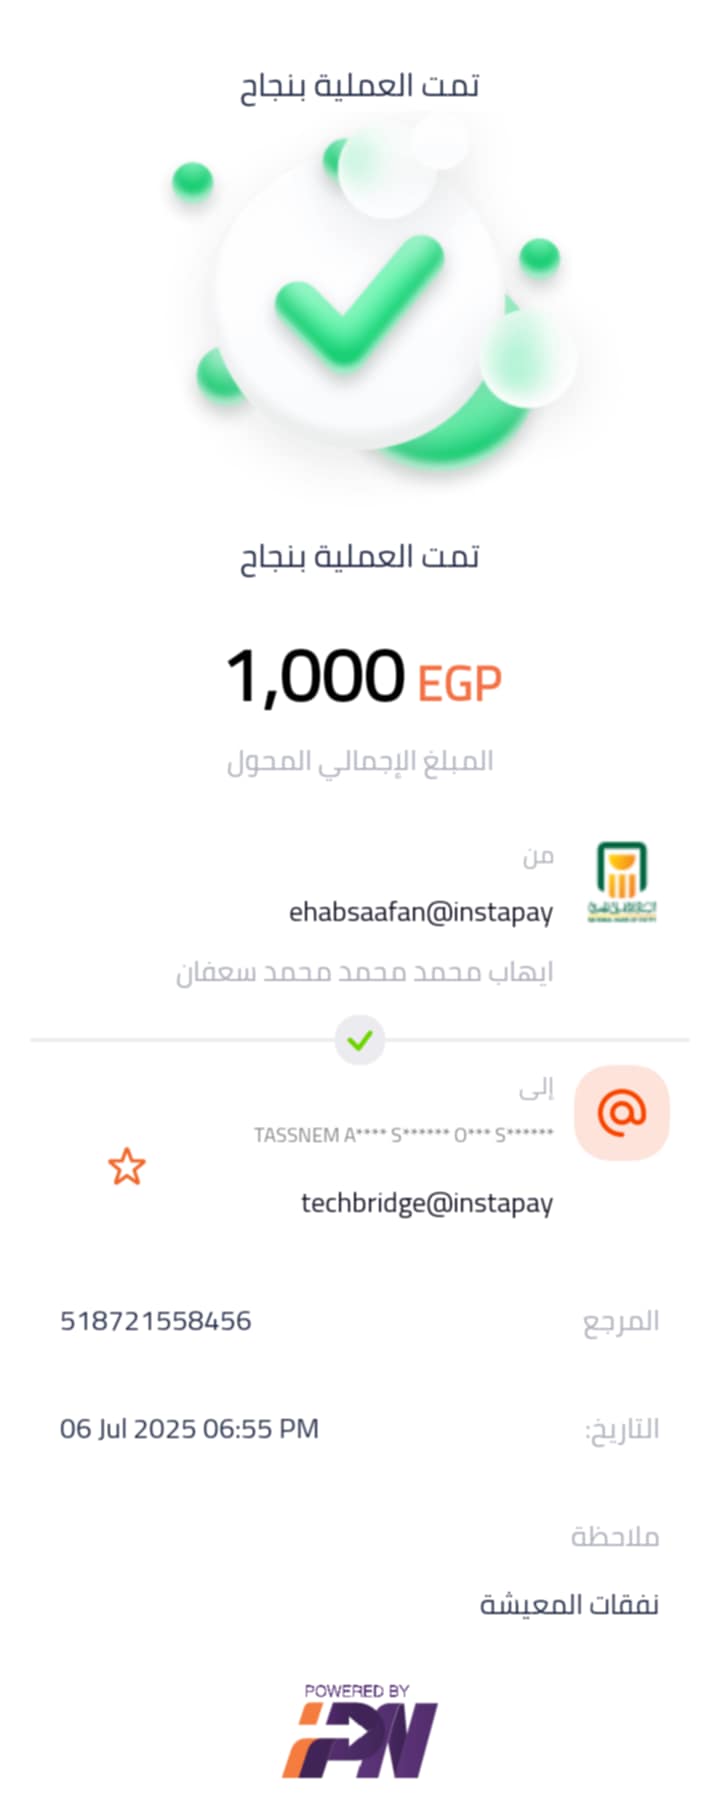 تمت العملية بنجاح
تمت العملية بنجاح
1,000 EGP
المبلغ الإجمالي المحول
من
ehabsaafan@instapay
ايهاب محمد محمد محمد سعفان
إلى
TASSNEM A**** S****** O*** S******
techbridge@instapay
المرجع 518721558456
التاريخ: 06 Jul 2025 06:55 PM
ملاحظة
نفقات المعيشة
POWERED BY
iPN